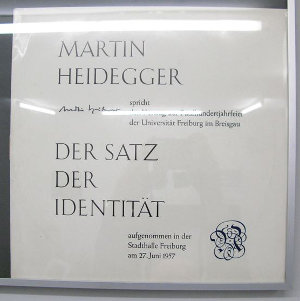 MARTIN
HEIDEGGER
spricht
der Universität Freiburg im Breisgau
DER SATZ
DER
IDENTITÄT
aufgenommen in der
Stadthalle Freiburg
am 27. Juni 1957